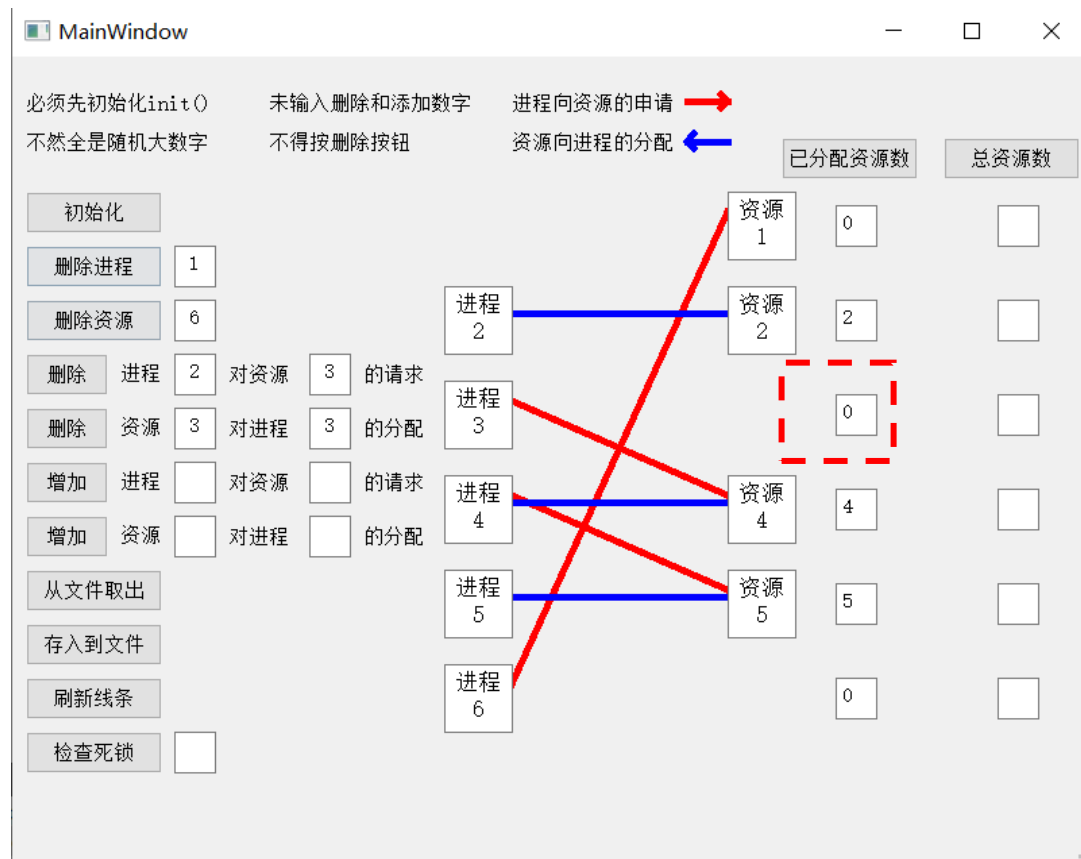 MainWindow
必须先初始化init() 未输入删除和添加数字 进程向资源的申请
不然全是随机大数字 不得按删除按钮 资源向进程的分配
已分配资源数 总资源数
初始化 资源 0
1
删除进程 1
删除资源 6 进程 资源 2
2 2
删除 进程 2 对资源 3 的请求
删除 资源 3 对进程 3 的分配 进程 0
3
增加 进程 对资源 的请求
进程 资源 4
4 4
增加 资源 对进程 的分配
从文件取出 进程 资源 5
5 5
存入到文件
刷新线条 进程 0
6
检查死锁